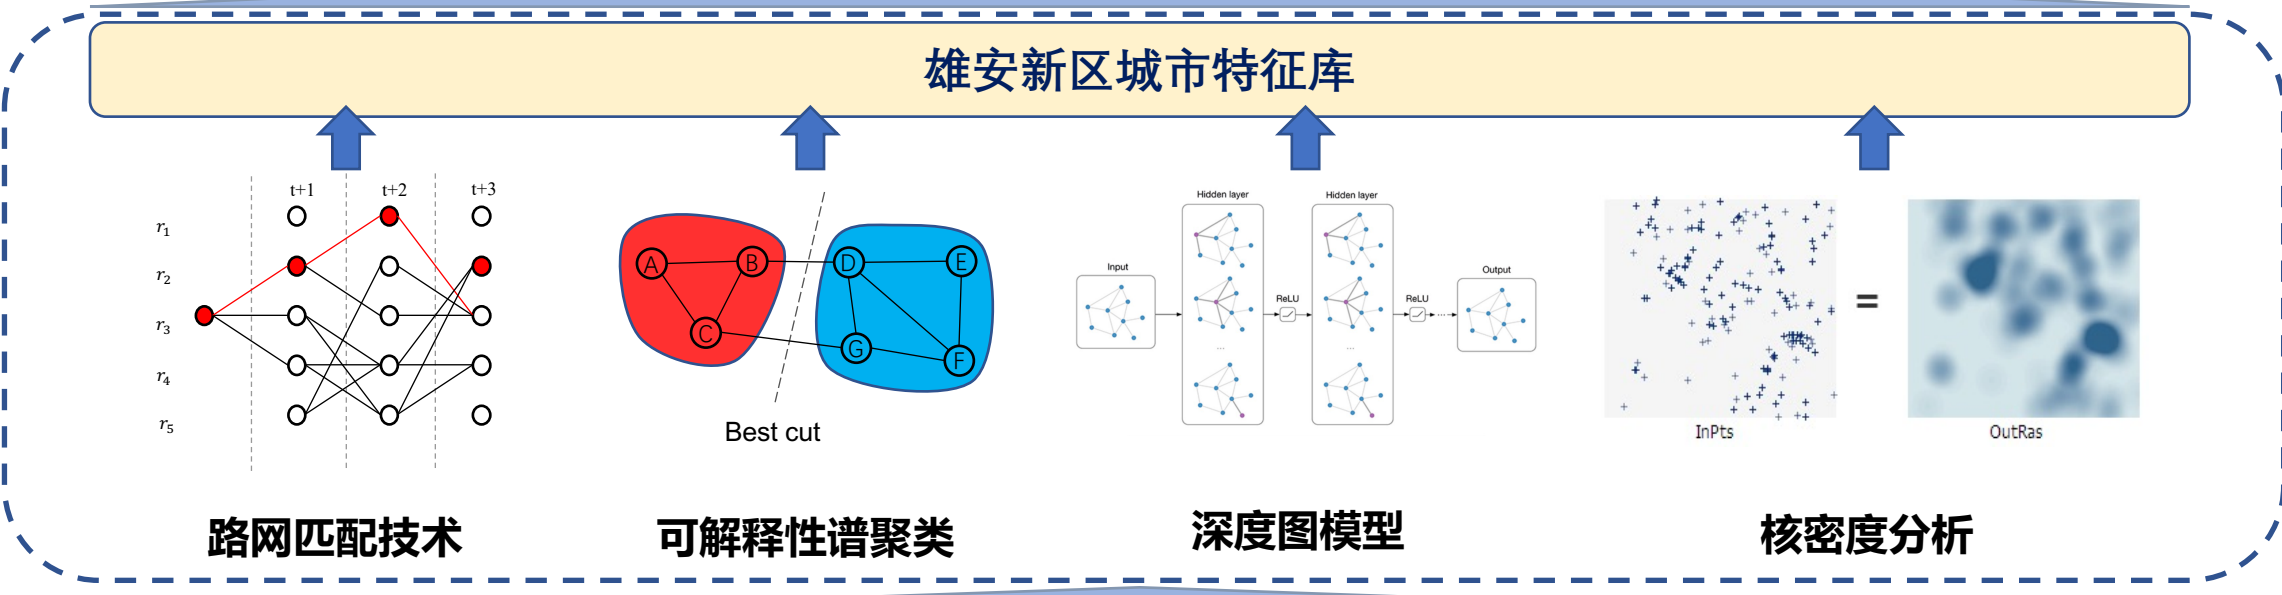 雄安新区城市特征库
t+1 t+2 t+3
r1
r2
r3
r4
r5
A B C D E F G
Best cut
Input
Hidden layer
ReLU
Hidden layer
ReLU
Output
...
...
InPts
=
OutRas
路网匹配技术
可解释性谱聚类
深度图模型
核密度分析